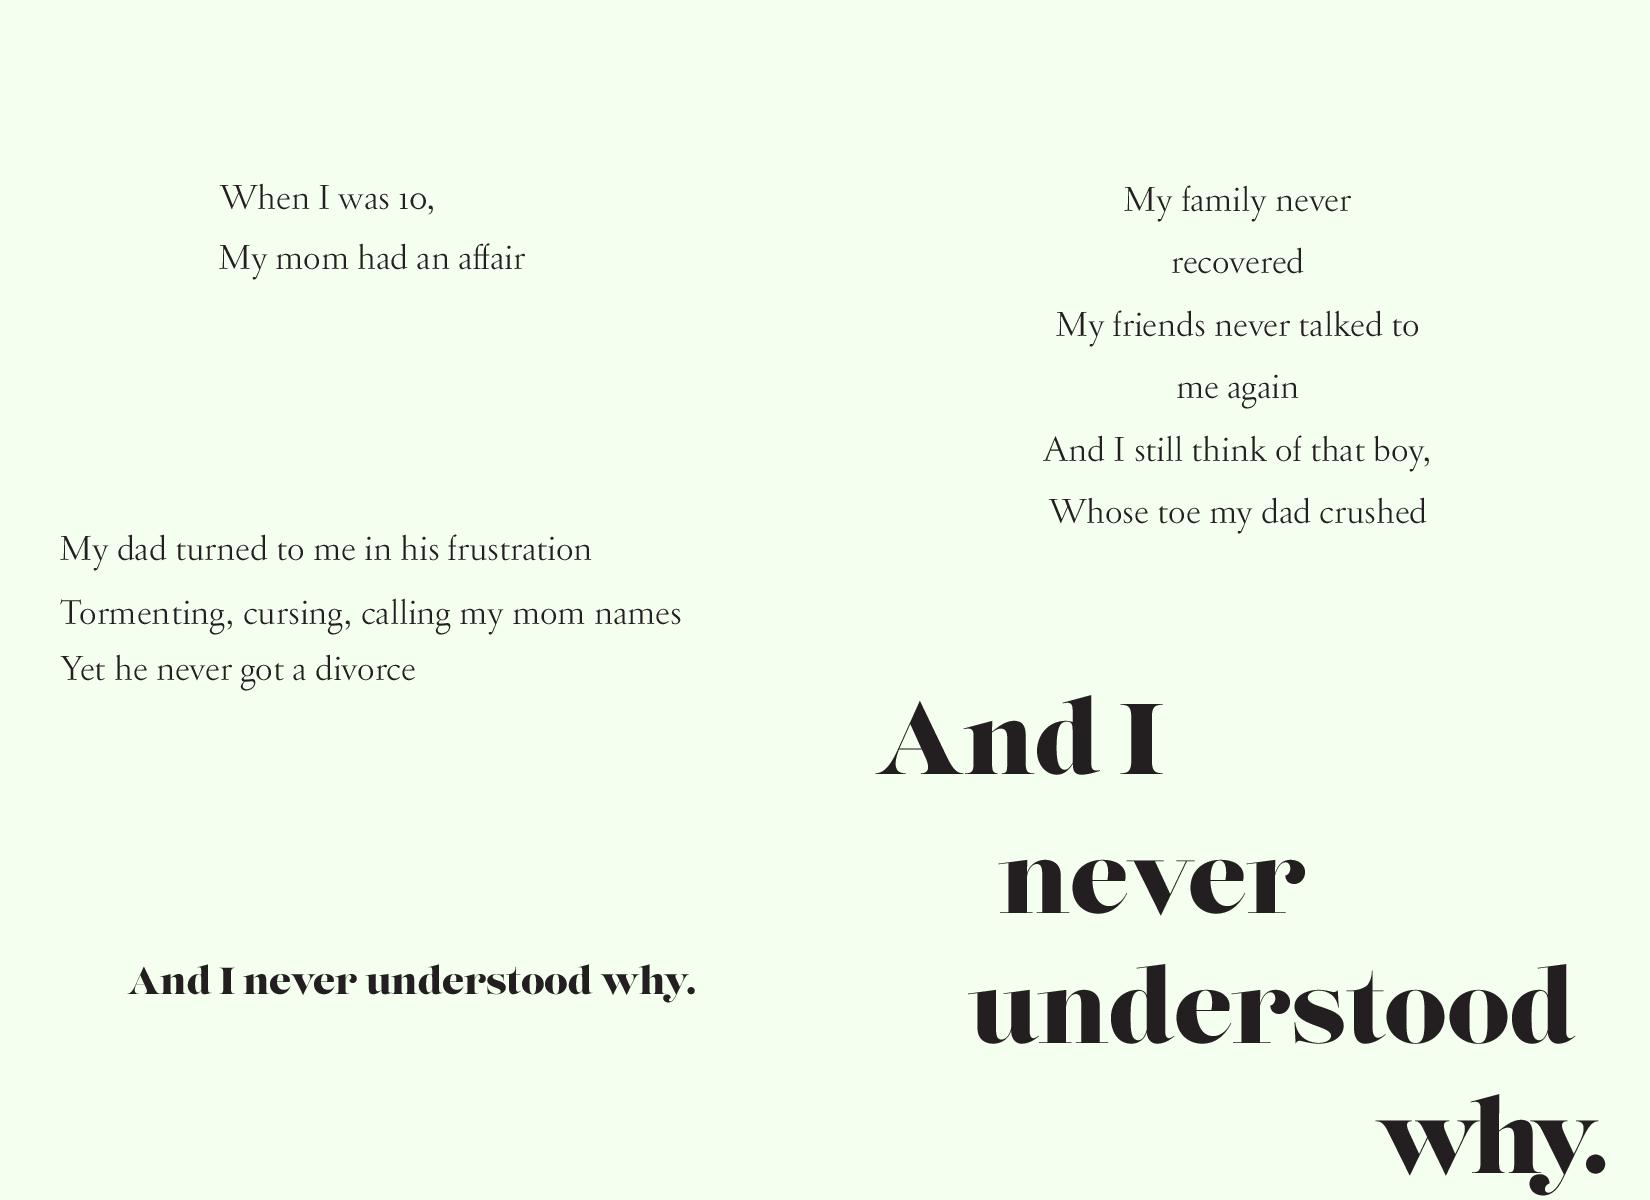 When I was 10,
My mom had an affair
My dad turned to me in his frustration
Tormenting, cursing, calling my mom names
Yet he never got a divorce
And I never understood why.
My family never
recovered
My friends never talked to
me again
And I still think of that boy,
Whose toe my dad crushed
And I
never
understood
why.